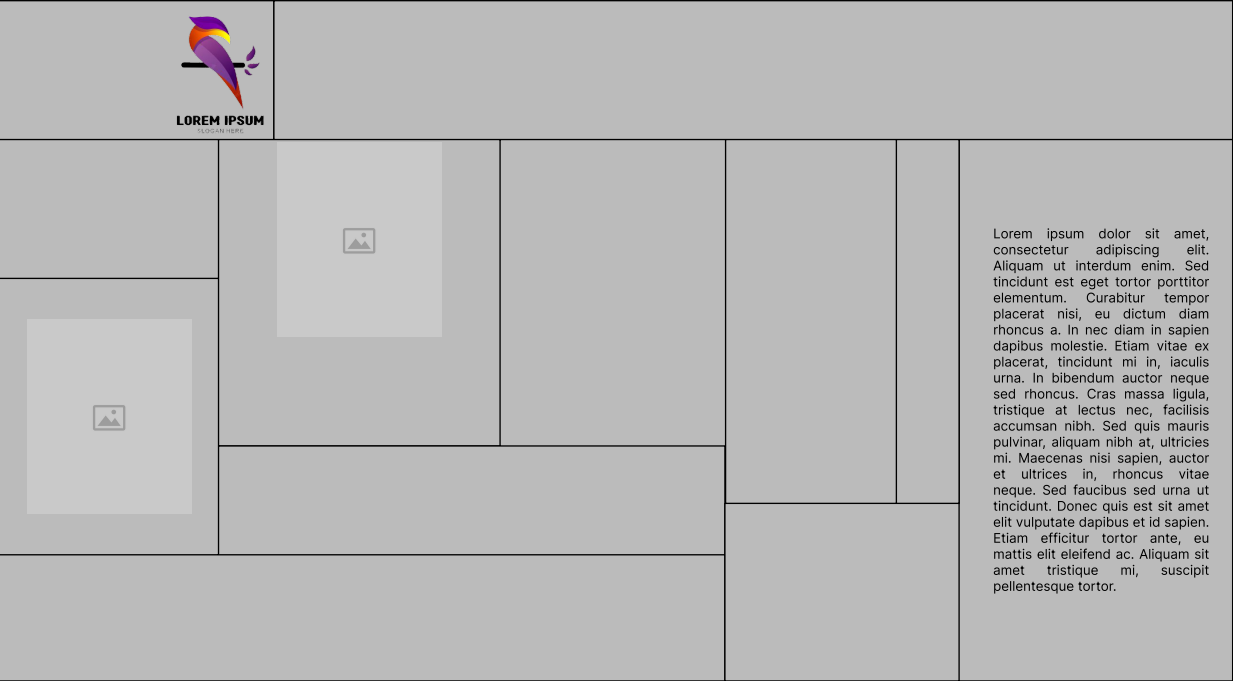 LOREM IPSUM
SLOGAN HERE
Lorem ipsum dolor sit amet,
consectetur adipiscing elit.
Aliquam ut interdum enim. Sed
tincidunt est eget tortor porttitor
elementum. Curabitur tempor
placerat nisi, eu dictum diam
rhoncus a. In nec diam in sapien
dapibus molestie. Etiam vitae ex
placerat, tincidunt mi in, iaculis
urna. In bibendum auctor neque
sed rhoncus. Cras massa ligula,
tristique at lectus nec, facilisis
accumsan nibh. Sed quis mauris
pulvinar, aliquam nibh at, ultricies
mi. Maecenas nisi sapien, auctor
et ultrices in, rhoncus vitae
neque. Sed faucibus sed urna ut
tincidunt. Donec quis est sit amet
elit vulputate dapibus et id sapien.
Etiam efficitur tortor ante, eu
mattis elit eleifend ac. Aliquam sit
amet tristique mi, suscipit
pellentesque tortor.